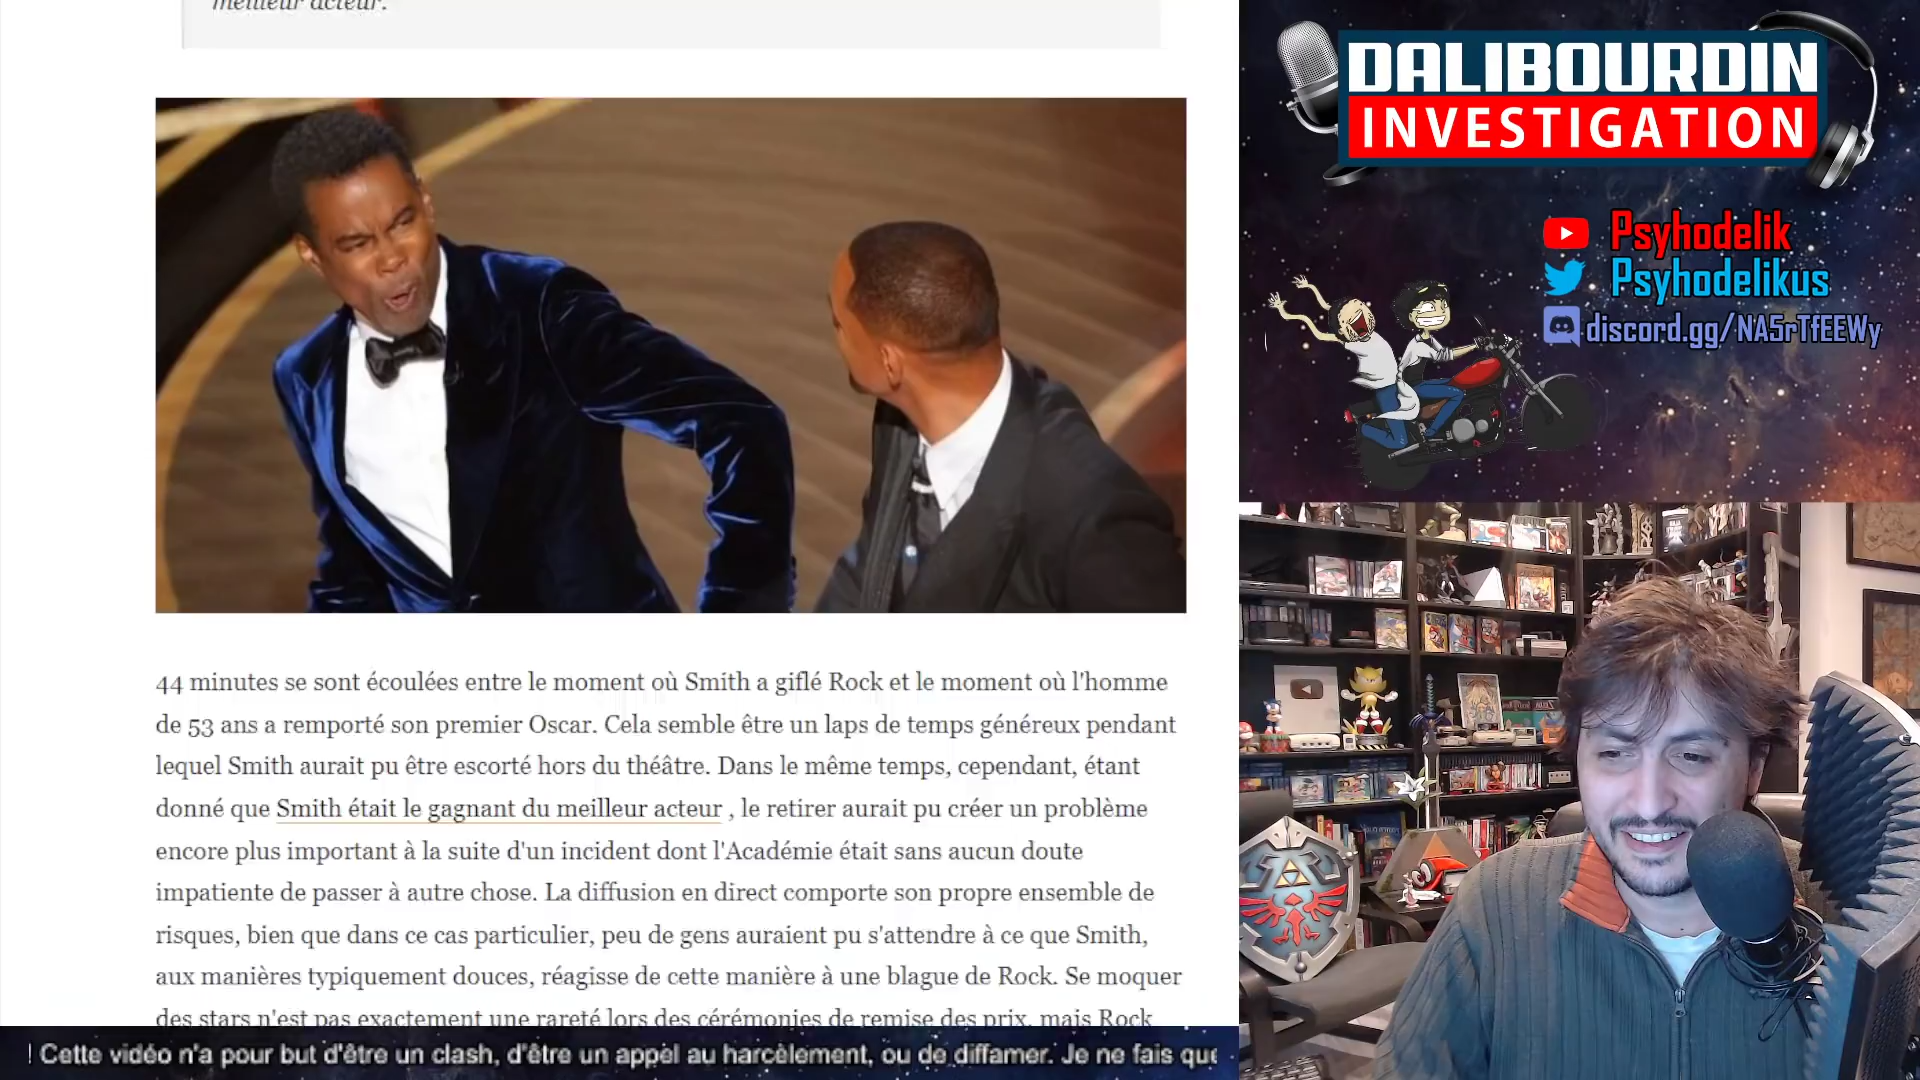 meilleur acteur.
44 minutes se sont écoulées entre le moment où Smith a giflé Rock et le moment où l'homme
de 53 ans a remporté son premier Oscar. Cela semble être un laps de temps généreux pendant
lequel Smith aurait pu être escorté hors du théâtre. Dans le même temps, cependant, étant
donné que Smith était le gagnant du meilleur acteur , le retirer aurait pu créer un problème
encore plus important à la suite d'un incident dont l'Académie était sans aucun doute
impatiente de passer à autre chose. La diffusion en direct comporte son propre ensemble de
risques, bien que dans ce cas particulier, peu de gens auraient pu s'attendre à ce que Smith,
aux manières typiquement douces, réagisse de cette manière à une blague de Rock. Se moquer
des stars n'est pas exactement une rareté lors des cérémonies de remise des prix, mais Rock
! Cette vidéo n'a pour but d'être un clash, d'être un appel au harcèlement, ou de diffamer. Je ne fais que
DALIBOURDIN
INVESTIGATION
Psyhodelik
Psyhodelikus
discord.gg/NA5rTfEEWy